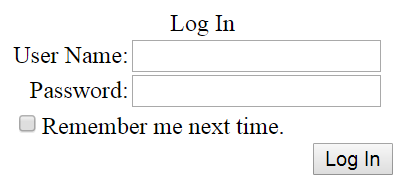 Log In
User Name:
Password:
Remember me next time.
Log In